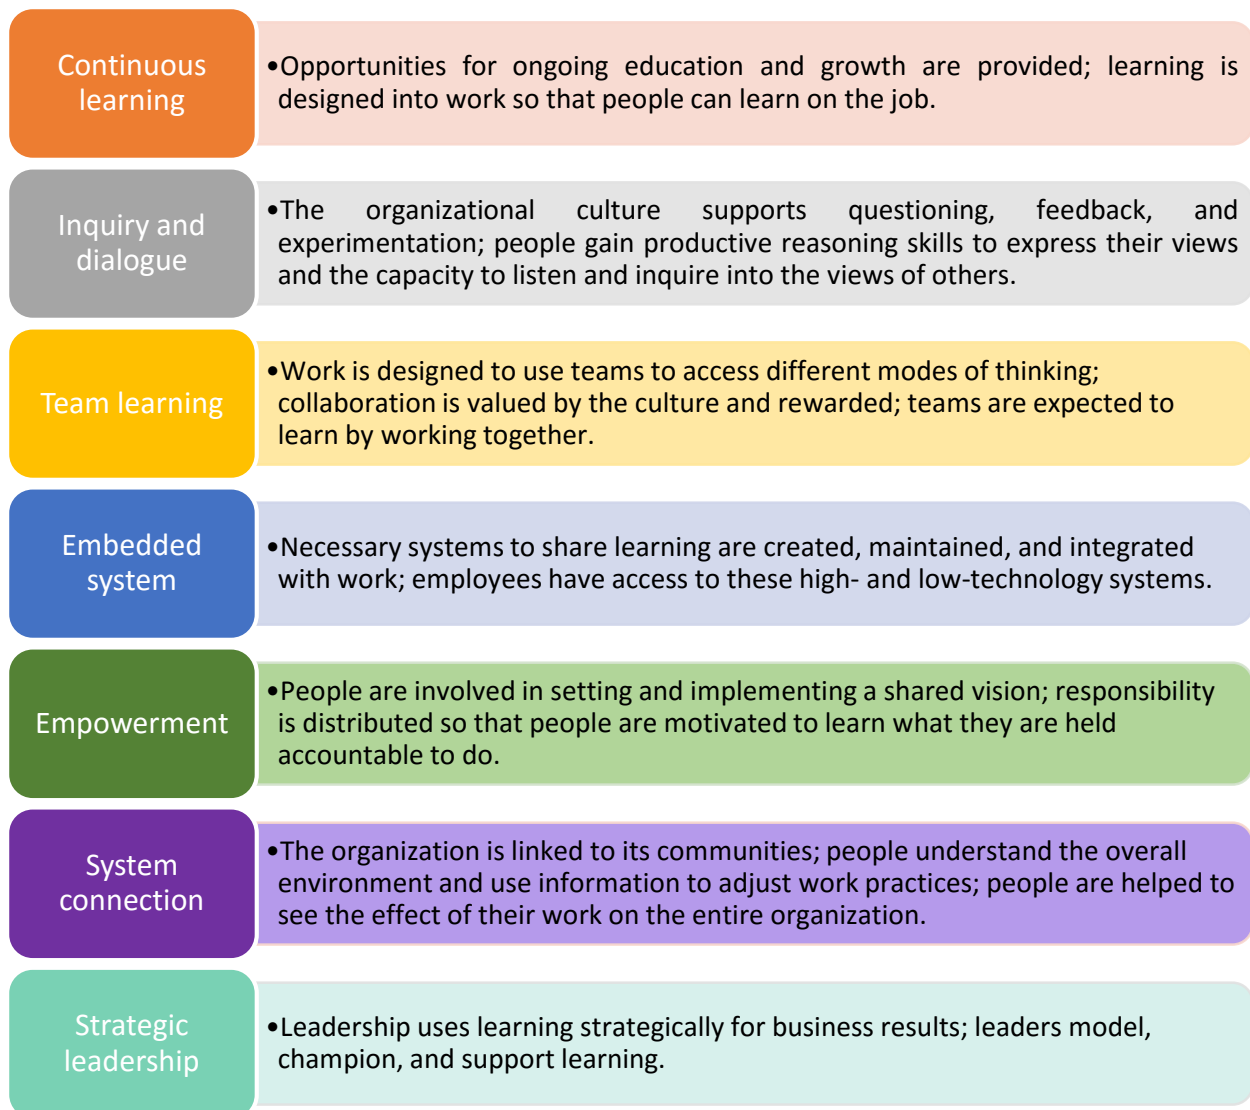 Continuous
learning
•Opportunities for ongoing education and growth are provided; learning is
designed into work so that people can learn on the job.
Inquiry and
dialogue
•The organizational culture supports questioning, feedback, and
experimentation; people gain productive reasoning skills to express their views
and the capacity to listen and inquire into the views of others.
Team learning
•Work is designed to use teams to access different modes of thinking;
collaboration is valued by the culture and rewarded; teams are expected to
learn by working together.
Embedded
system
•Necessary systems to share learning are created, maintained, and integrated
with work; employees have access to these high- and low-technology systems.
Empowerment
•People are involved in setting and implementing a shared vision; responsibility
is distributed so that people are motivated to learn what they are held
accountable to do.
System
connection
•The organization is linked to its communities; people understand the overall
environment and use information to adjust work practices; people are helped to
see the effect of their work on the entire organization.
Strategic
leadership
•Leadership uses learning strategically for business results; leaders model,
champion, and support learning.